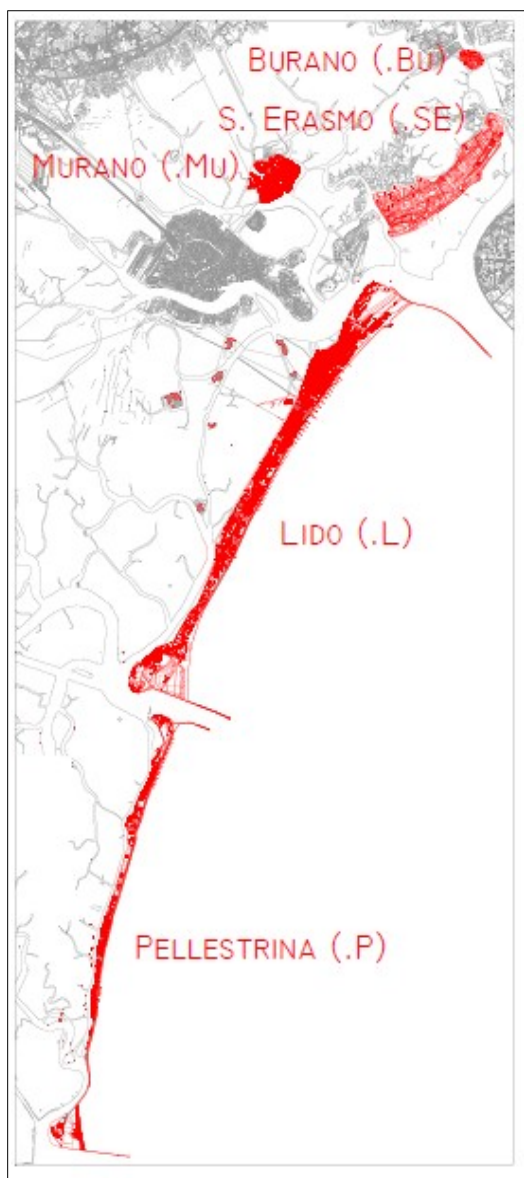 BURANO (.BU)
S. ERASMO (.SE)
MURANO (.MU)
LIDO (.L)
PELLESTRINA (.P)